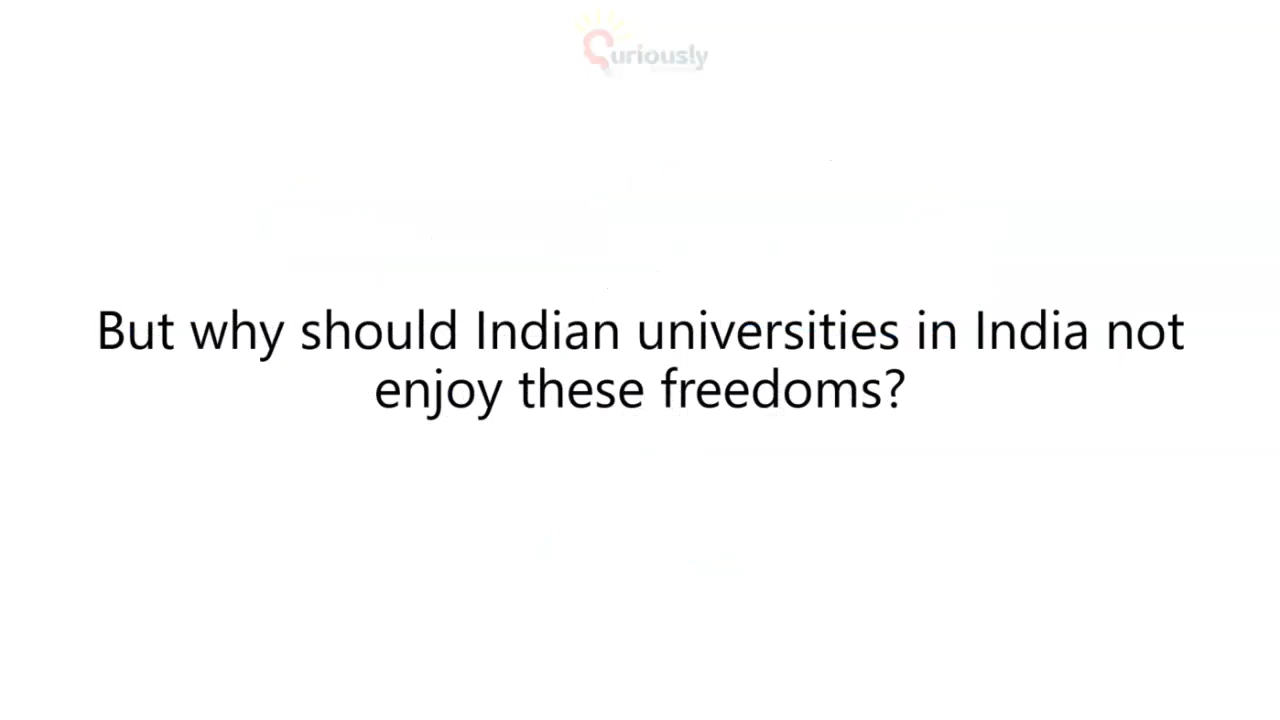 Curiously
But why should Indian universities in India not
enjoy these freedoms?